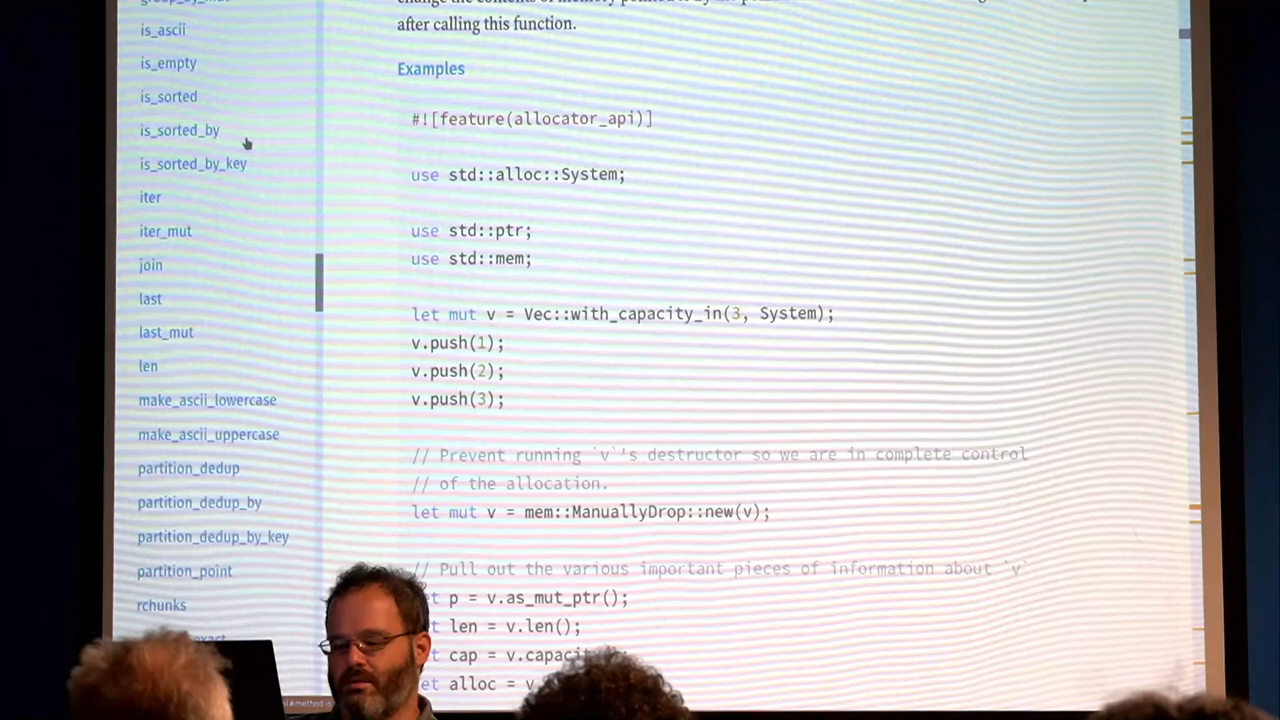 is_ascii
is_empty
is_sorted
is_sorted_by
is_sorted_by_key
iter
iter_mut
join
last
last_mut
len
make_ascii_lowercase
make_ascii_uppercase
partition_dedup
partition_dedup_by
partition_dedup_by_key
partition_point
rchunks
after calling this function.
Examples
#![feature(allocator_api)]
use std::alloc::System;
use std::ptr;
use std::mem;
let mut v = Vec::with_capacity_in(3, System);
v.push(1);
v.push(2);
v.push(3);
// Prevent running `v`'s destructor so we are in complete control
// of the allocation.
let mut v = mem::ManuallyDrop::new(v);
// Pull out the various important pieces of information about `v`
p = v.as_mut_ptr();
len = v.len();
cap =
alloc =